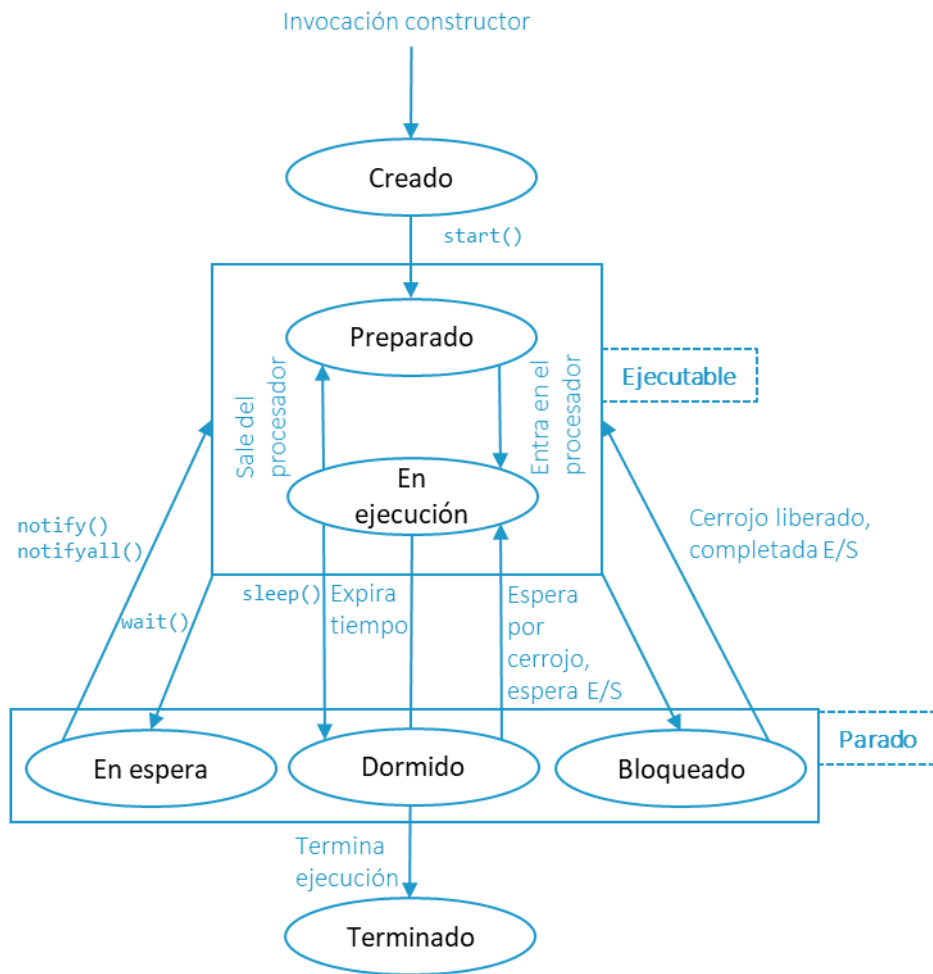 Invocación constructor
Creado
start()
Preparado
Ejecutable
Sale del
procesador
Entra en el
procesador
En
ejecución
notify()
notifyall()
Cerrojo liberado,
completada E/S
wait()
sleep()
Expira
tiempo
Espera
por
cerrojo,
espera E/S
Parado
En espera
Dormido
Bloqueado
Termina
ejecución
Terminado